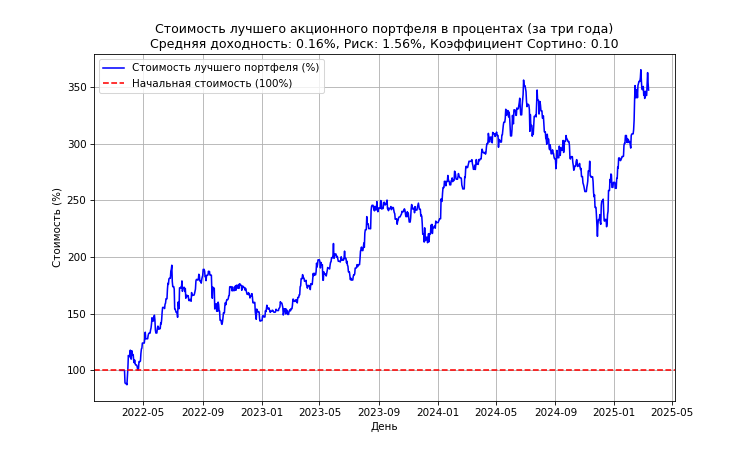 Стоимость лучшего акционного портфеля в процентах (за три года)
Средняя доходность: 0.16%, Риск: 1.56%, Коэффициент Сортино: 0.10
Стоимость лучшего портфеля (%)
Начальная стоимость (100%)
Стоимость (%)
350
300
250
200
150
100
2022-05 2022-09 2023-01 2023-05 2023-09 2024-01 2024-05 2024-09 2025-01 2025-05
День